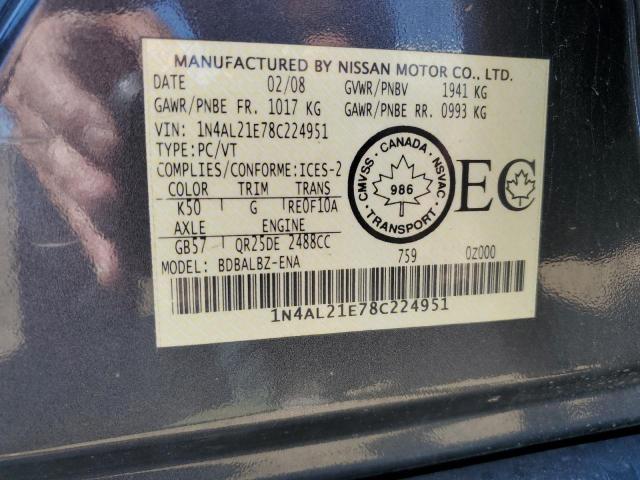 MANUFACTURED BY NISSAN MOTOR CO., LTD.
DATE 02/08 GVWR/PNBV 1941 KG
GAWR/PNBE FR. 1017 KG GAWR/PNBE RR. 0993 KG
VIN: 1N4AL21E78C224951
TYPE:PC/VT
COMPLIES/CONFORME:ICES-2
COLOR TRIM TRANS
K50 G RE0F10A
AXLE ENGINE
GB57 QR25DE 2488CC
MODEL: BDBALBZ-ENA 759 0Z000
CMVSS · CANADA · NSVAC
986
TRANSPORT
EC
1N4AL21E78C224951